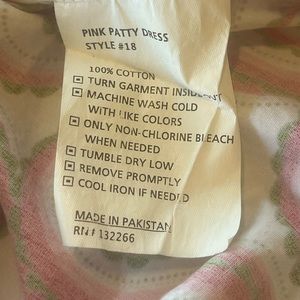 PINK PATTY DRESS
STYLE #18
100% COTTON
TURN GARMENT INSIDE OUT
MACHINE WASH COLD
WITH LIKE COLORS
ONLY NON-CHLORINE BLEACH
WHEN NEEDED
TUMBLE DRY LOW
REMOVE PROMPTLY
COOL IRON IF NEEDED
MADE IN PAKISTAN
RN# 132266